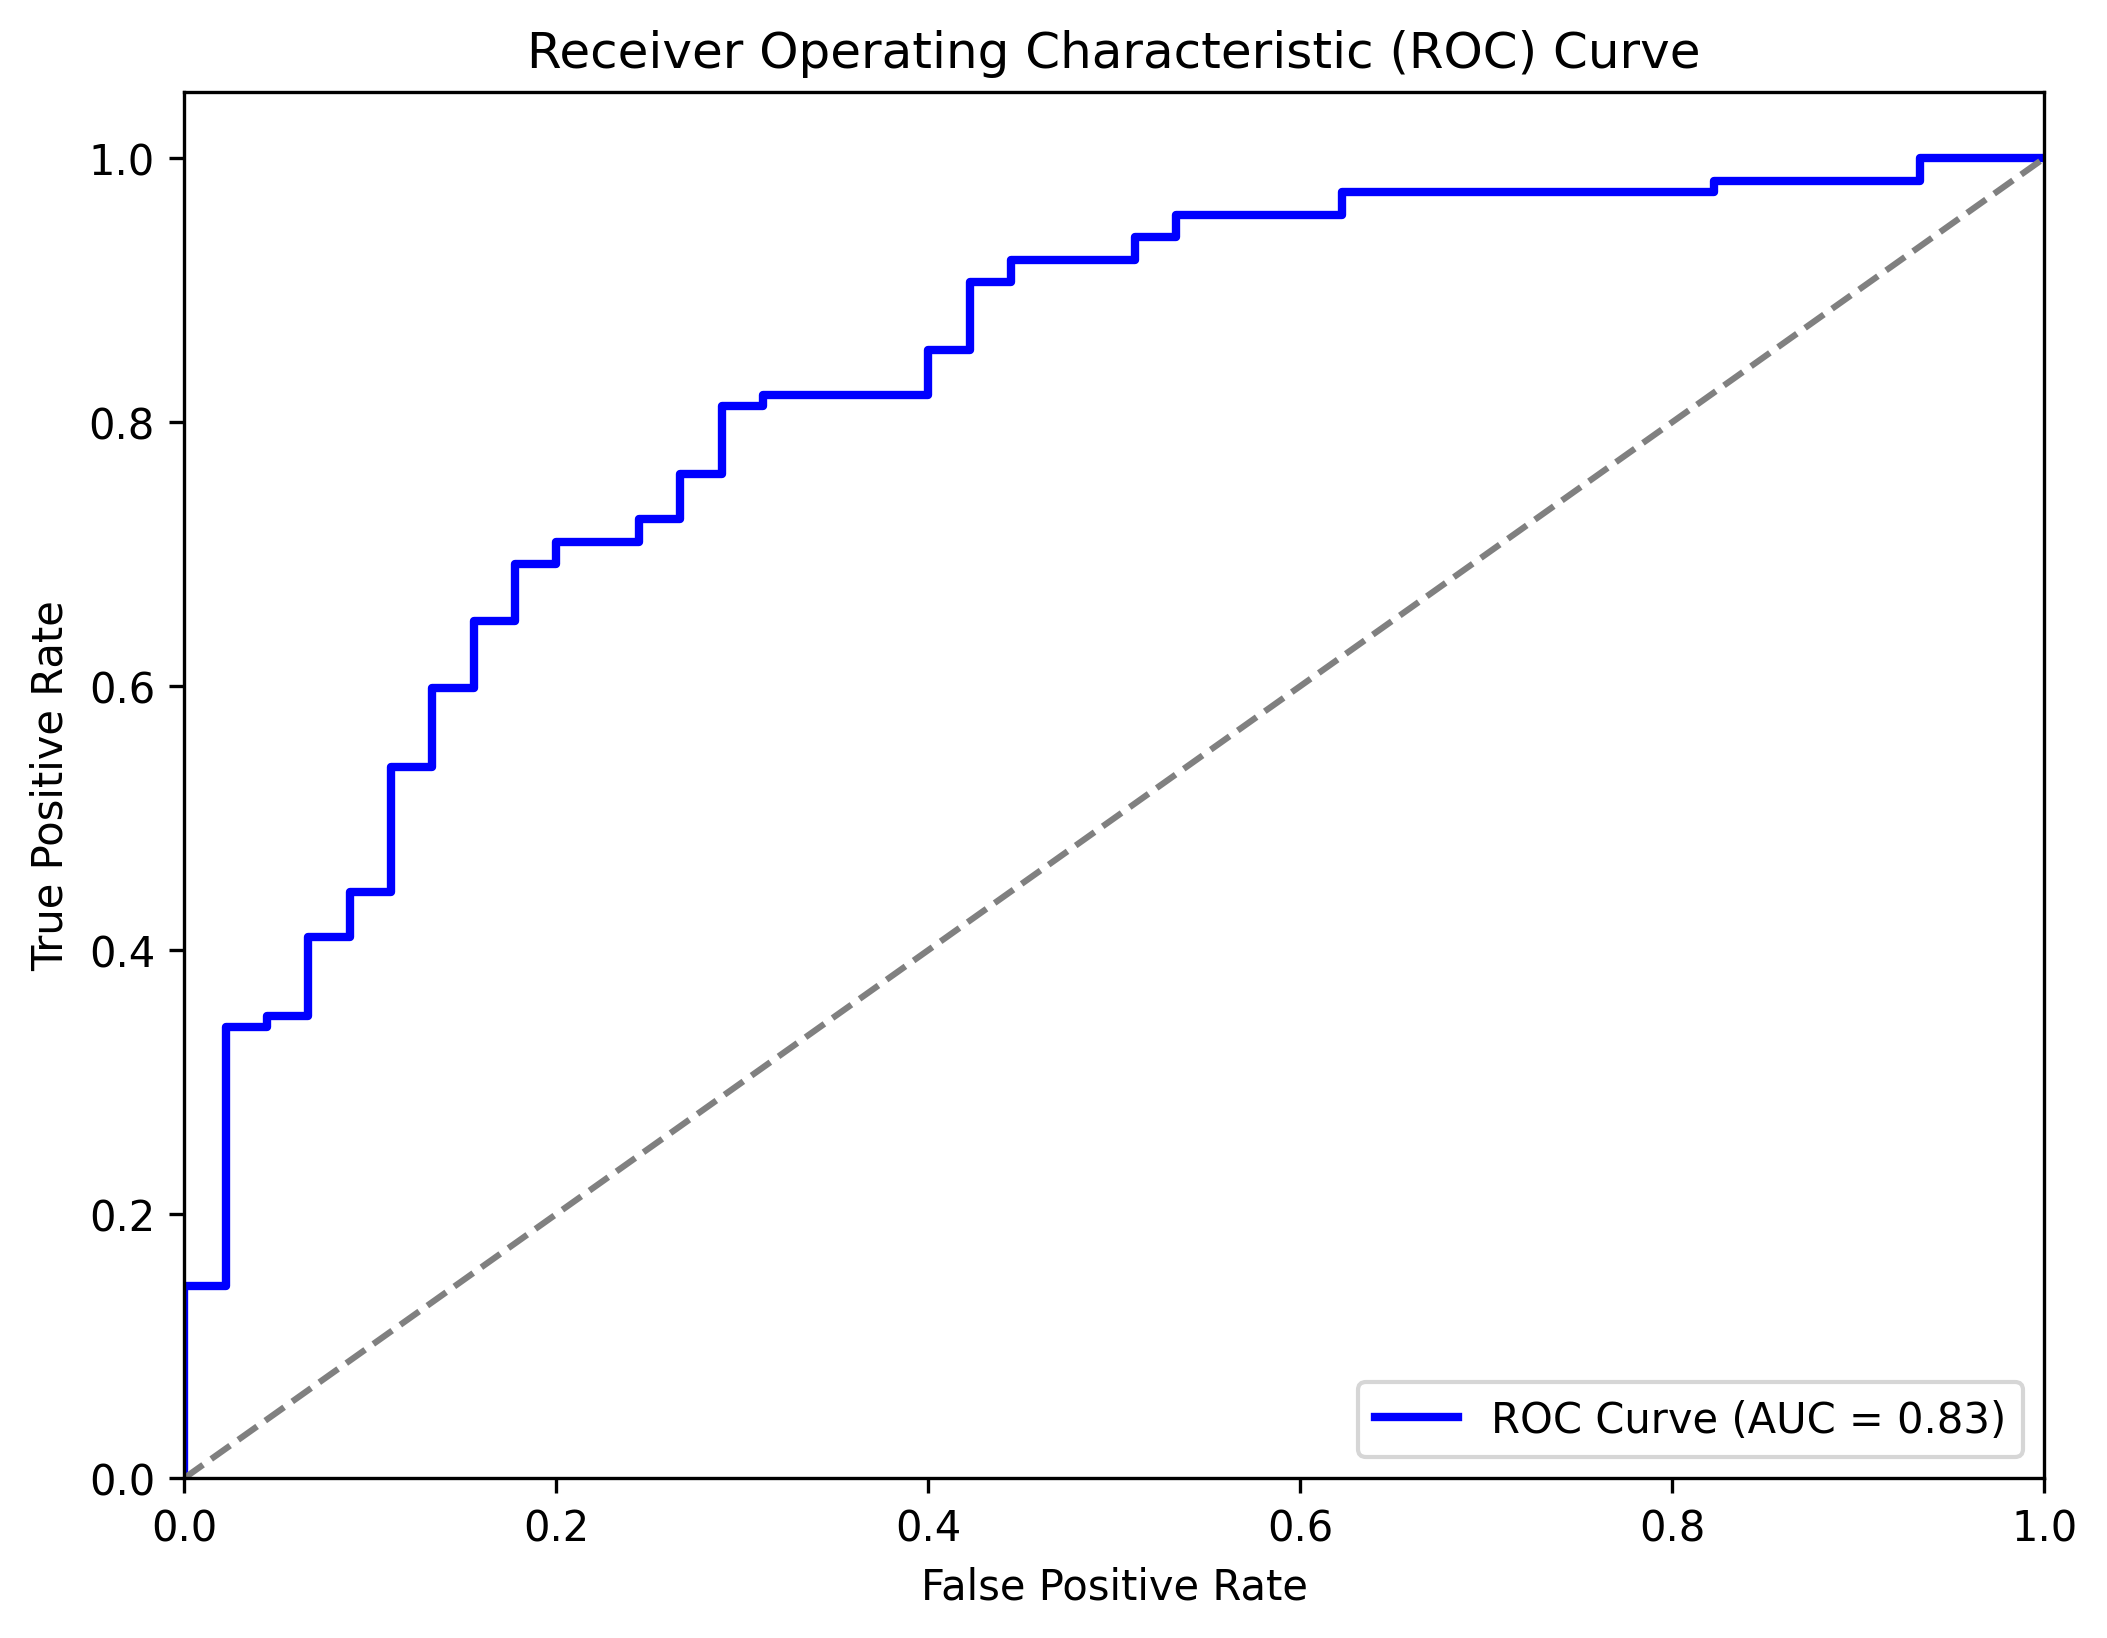 Receiver Operating Characteristic (ROC) Curve
1.0
0.8
0.6
0.4
0.2
0.0
True Positive Rate
ROC Curve (AUC = 0.83)
0.0 0.2 0.4 0.6 0.8 1.0
False Positive Rate